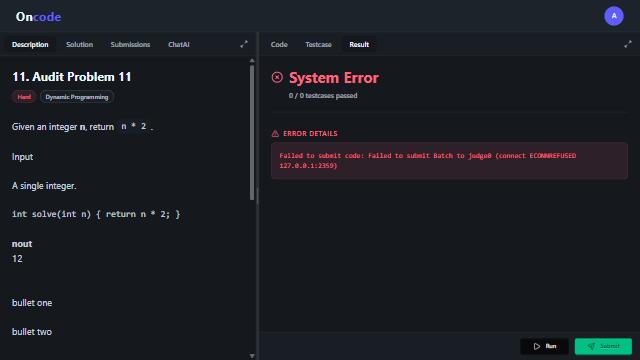 Oncode
A
Description Solution Submissions ChatAI
11. Audit Problem 11
Hard Dynamic Programming
Given an integer n, return n * 2 .
Input
A single integer.
int solve(int n) { return n * 2; }
nout
12
bullet one
bullet two
Code Testcase Result
System Error
0 / 0 testcases passed
ERROR DETAILS
Failed to submit code: Failed to submit Batch to judge0 (connect ECONNREFUSED
127.0.0.1:2359)
Run Submit